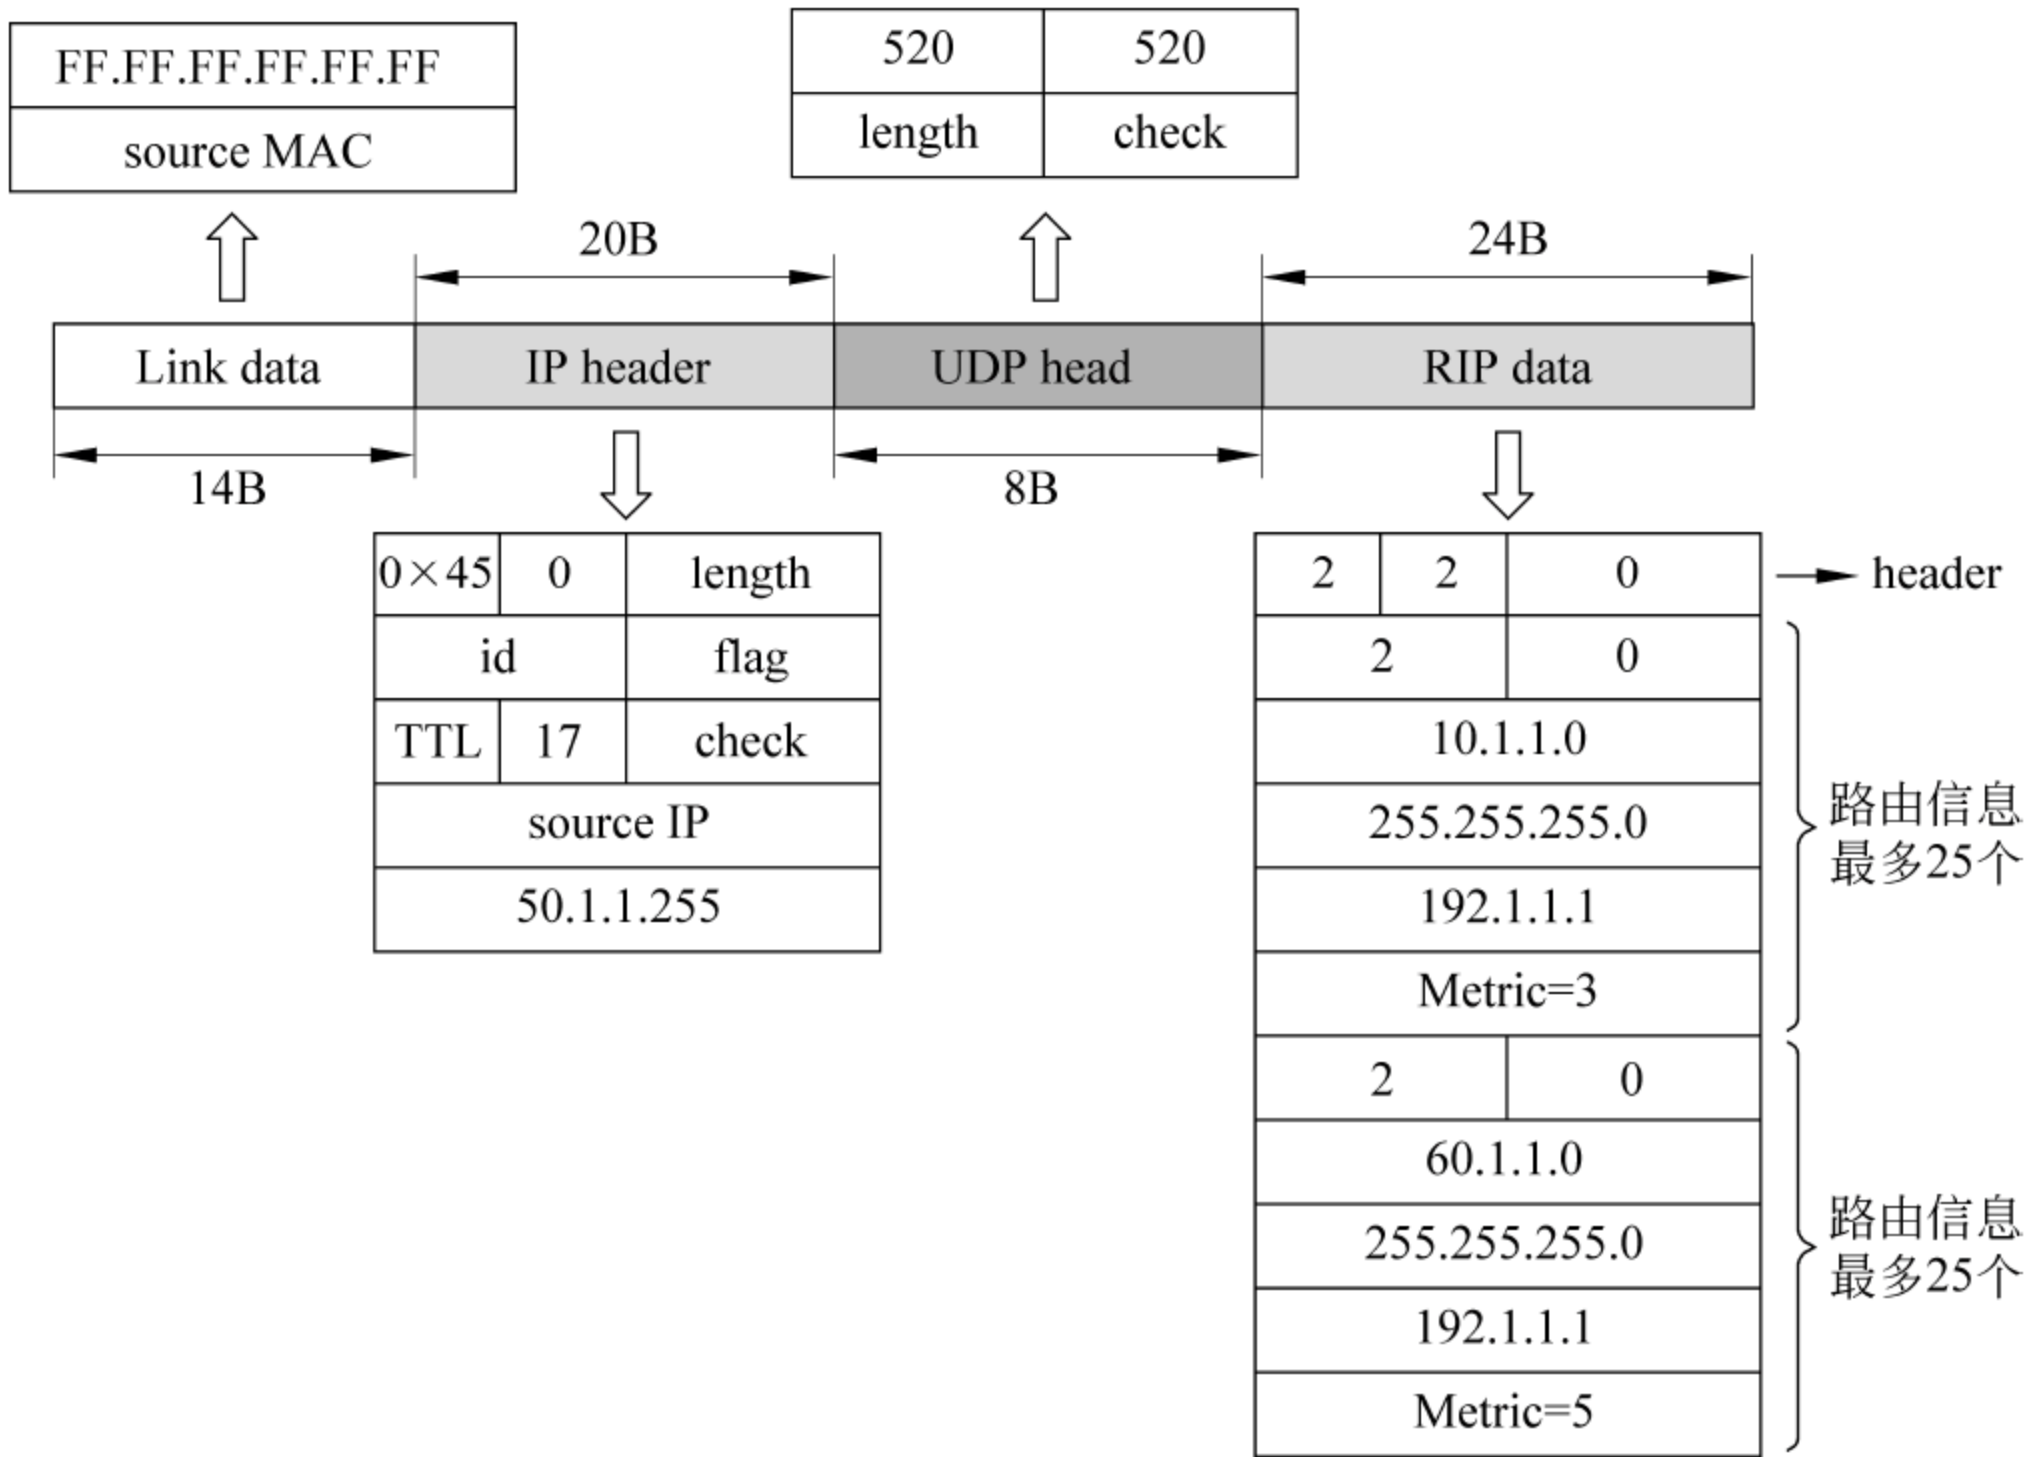 FF.FF.FF.FF.FF.FF
source MAC
520 520
length check
20B 24B
Link data IP header UDP head RIP data
14B 8B
0×45 0 length
id flag
TTL 17 check
source IP
50.1.1.255
2 2 0 header
2 0
10.1.1.0
255.255.255.0
192.1.1.1
Metric=3
路由信息
最多25个
2 0
60.1.1.0
255.255.255.0
192.1.1.1
Metric=5
路由信息
最多25个